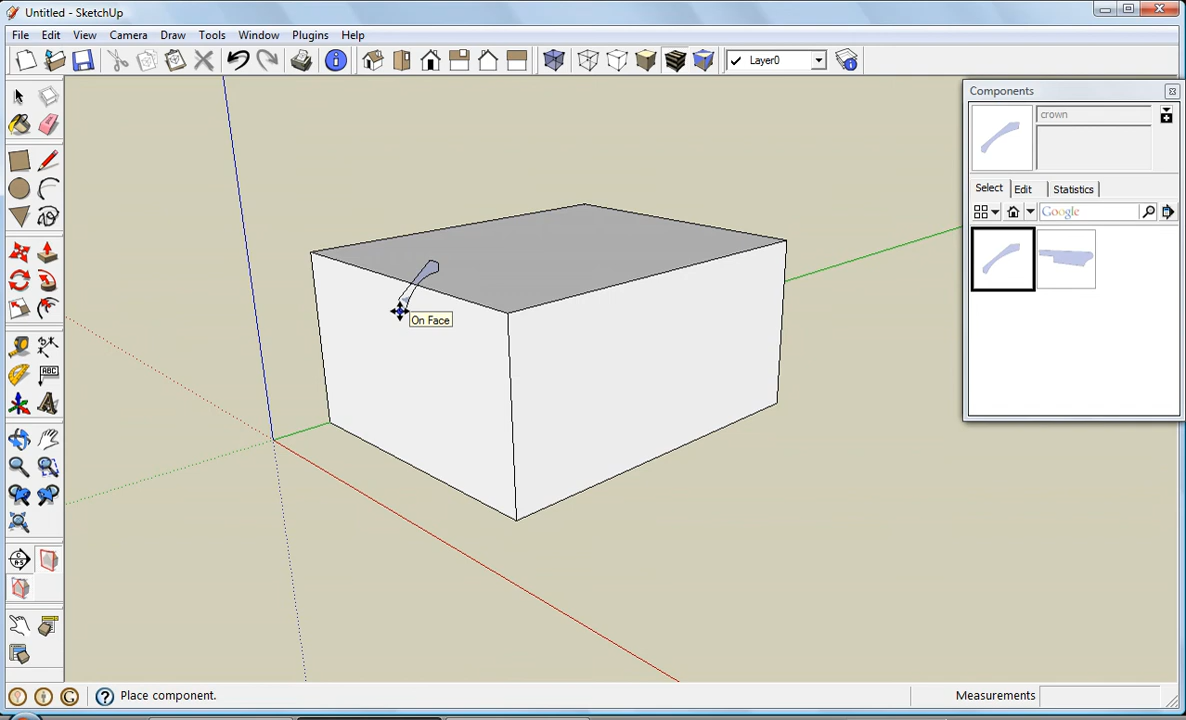 Untitled - SketchUp
File Edit View Camera Tools Draw Window Plugins Help
Layer0
Components
crown
Select Edit Statistics
Google
On Face
ABC
Place component.
Measurements